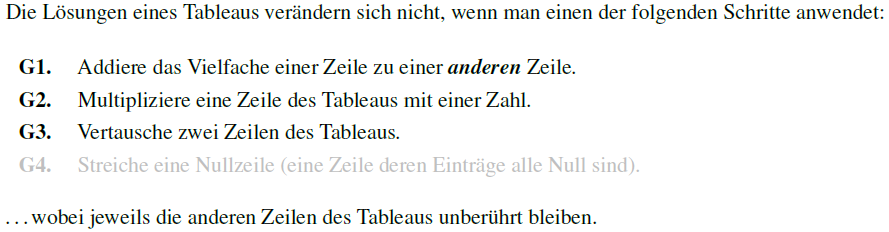 Die Lösungen eines Tableaus verändern sich nicht, wenn man einen der folgenden Schritte anwendet:
G1. Addiere das Vielfache einer Zeile zu einer anderen Zeile.
G2. Multipliziere eine Zeile des Tableaus mit einer Zahl.
G3. Vertausche zwei Zeilen des Tableaus.
G4. Streiche eine Nullzeile (eine Zeile deren Einträge alle Null sind).
...wobei jeweils die anderen Zeilen des Tableaus unberührt bleiben.